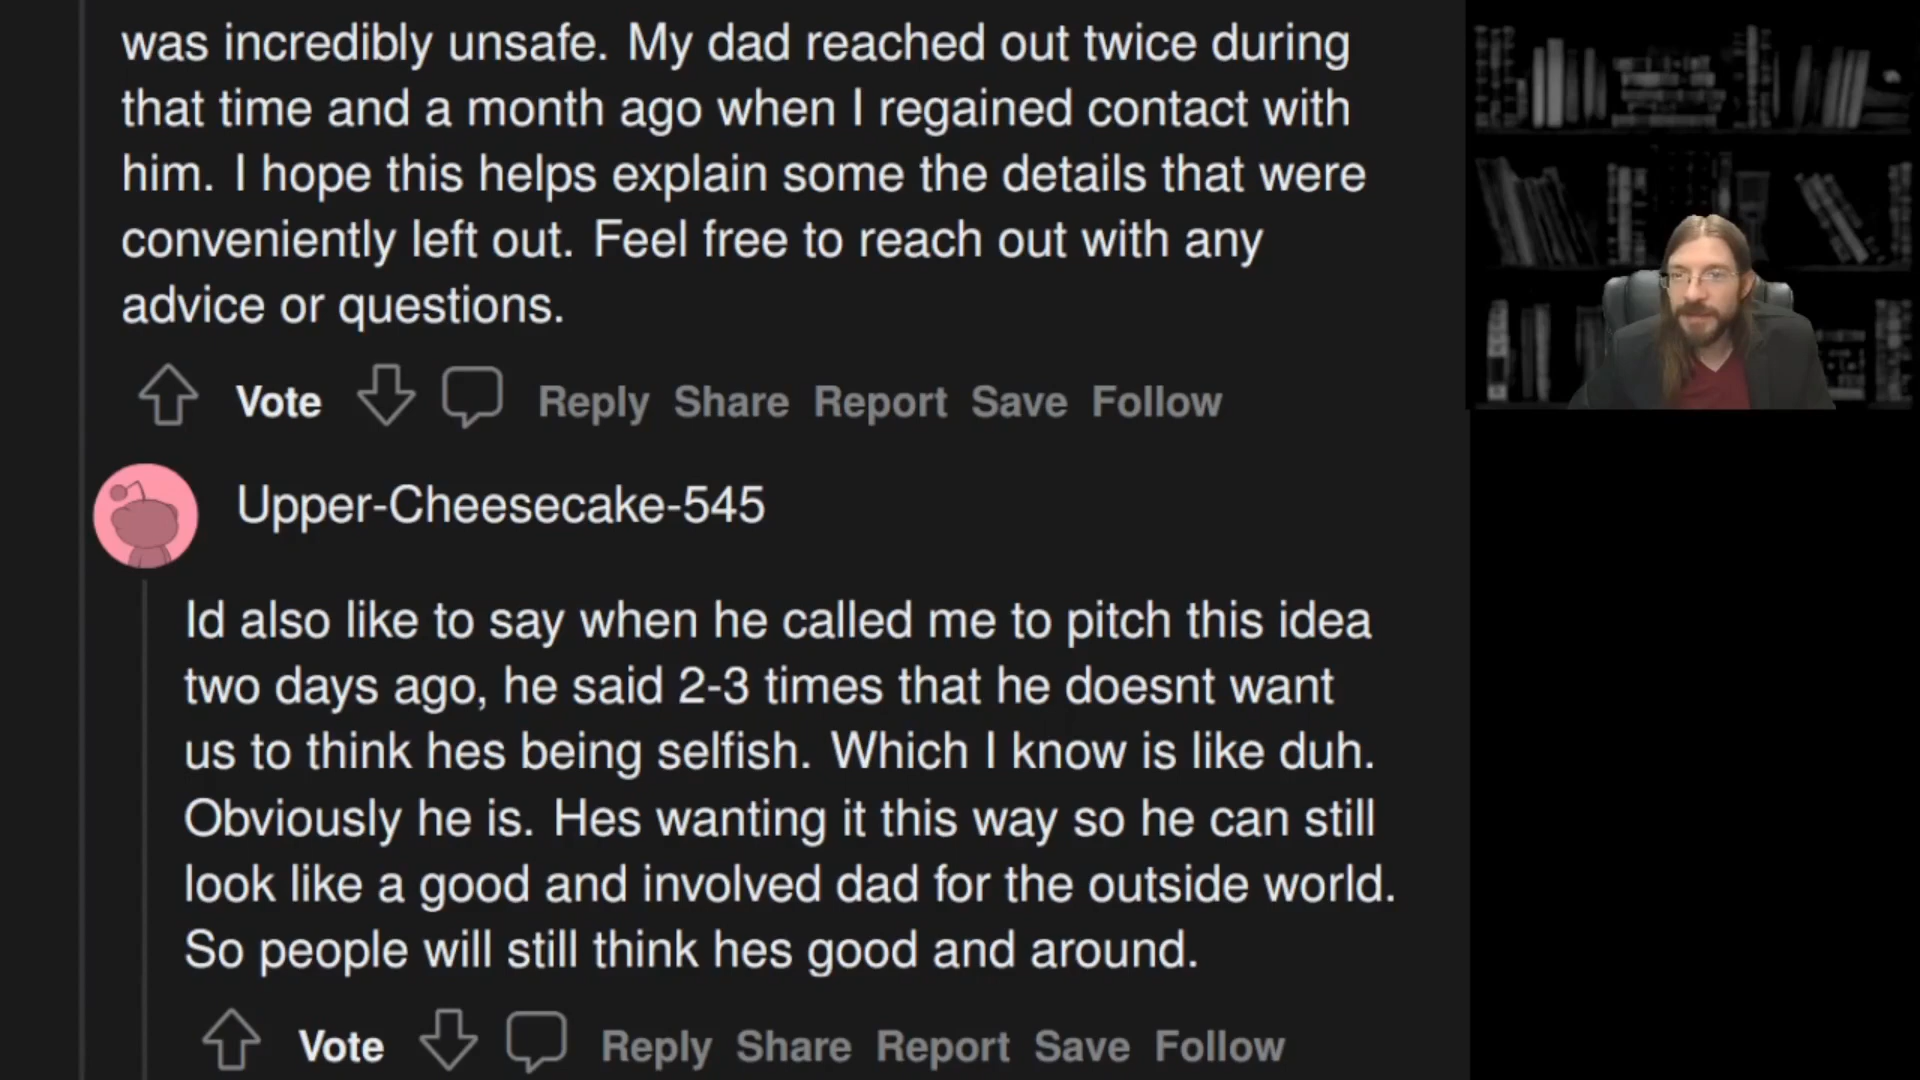 was incredibly unsafe. My dad reached out twice during
that time and a month ago when I regained contact with
him. I hope this helps explain some the details that were
conveniently left out. Feel free to reach out with any
advice or questions.
Vote Reply Share Report Save Follow
Upper-Cheesecake-545
Id also like to say when he called me to pitch this idea
two days ago, he said 2-3 times that he doesnt want
us to think hes being selfish. Which I know is like duh.
Obviously he is. Hes wanting it this way so he can still
look like a good and involved dad for the outside world.
So people will still think hes good and around.
Vote Reply Share Report Save Follow